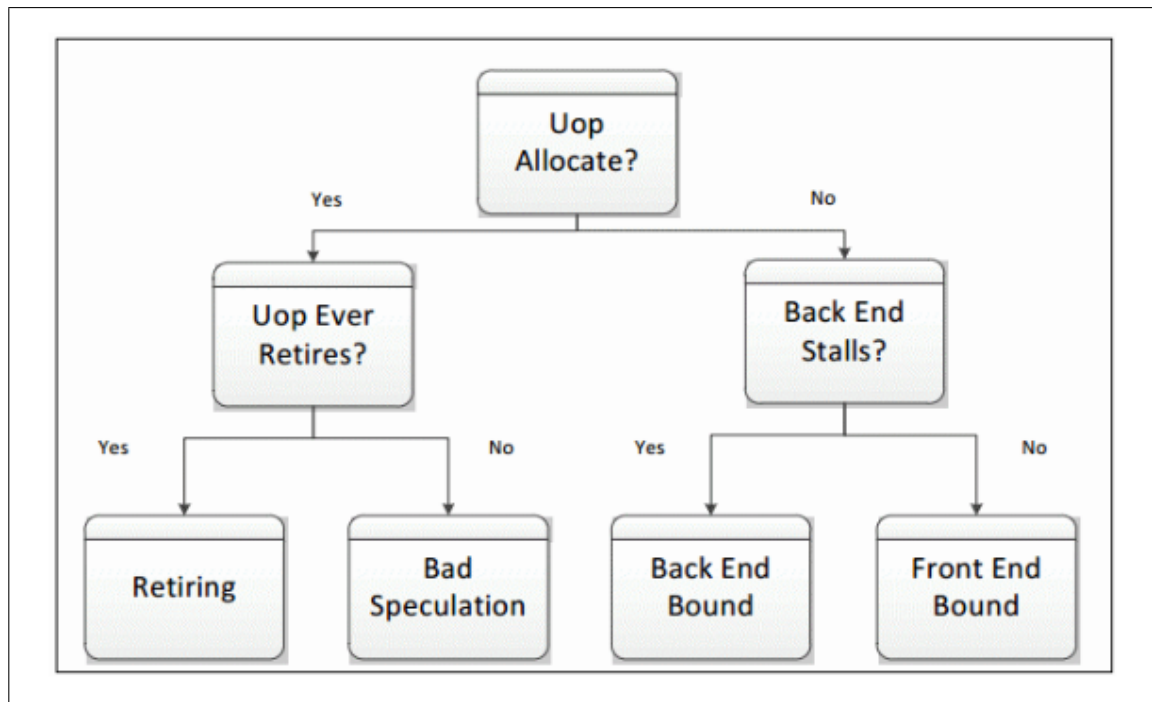 Uop
Allocate?
Yes
No
Uop Ever
Retires?
Back End
Stalls?
Yes
No
Yes
No
Retiring
Bad
Speculation
Back End
Bound
Front End
Bound